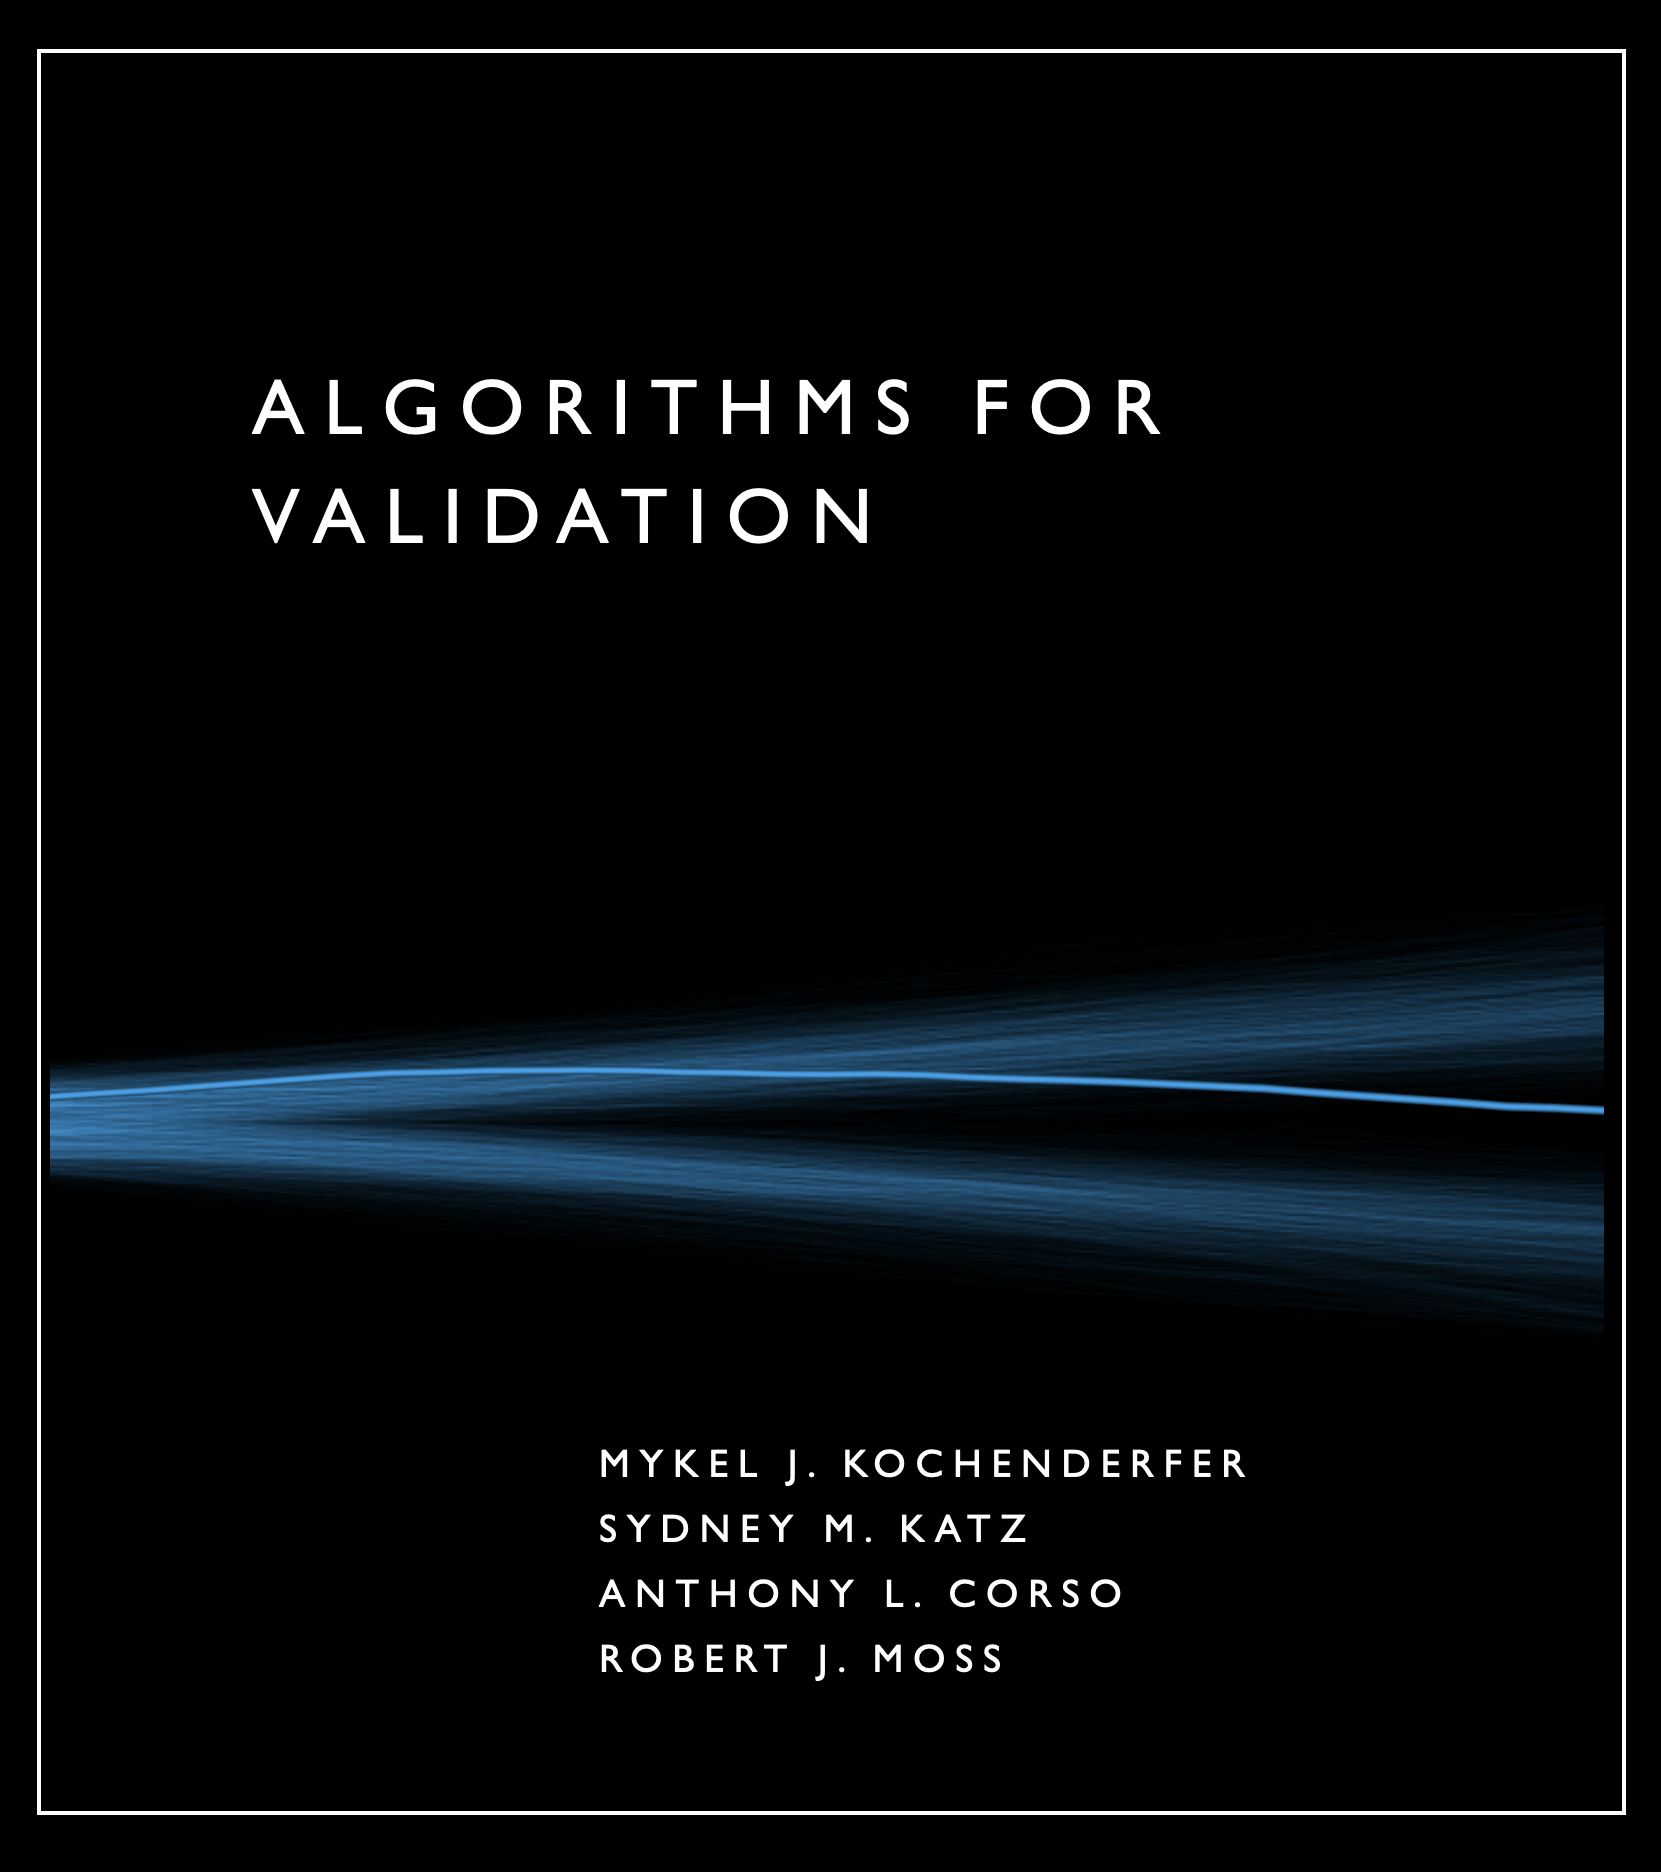 ALGORITHMS FOR
VALIDATION
MYKEL J. KOCHENDERFER
SYDNEY M. KATZ
ANTHONY L. CORSO
ROBERT J. MOSS